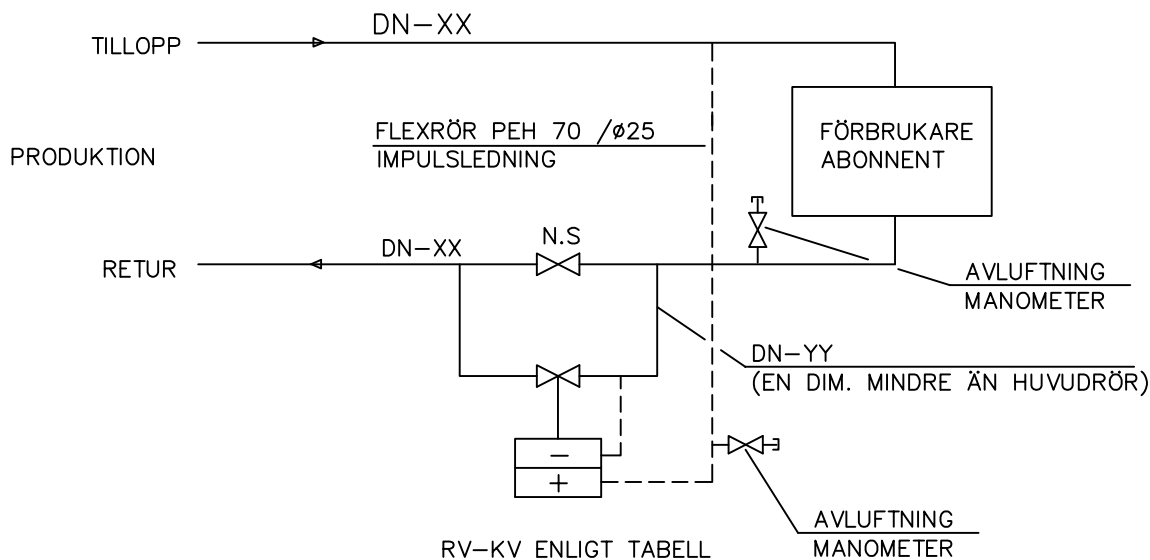 DN-XX
TILLOPP
FLEXRÖR PEH 70 /ø25
IMPULSLEDNING
FÖRBRUKARE
ABONNENT
PRODUKTION
N.S
DN-XX
RETUR
AVLUFTNING
MANOMETER
DN-YY
(EN DIM. MINDRE ÄN HUVUDRÖR)
-
+
AVLUFTNING
MANOMETER
RV-KV ENLIGT TABELL